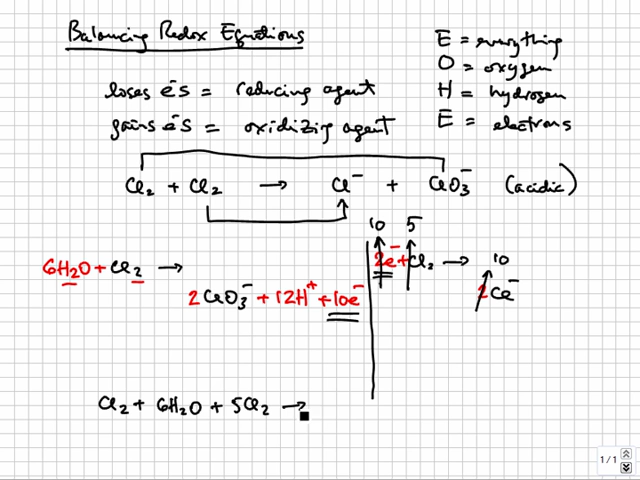 Balancing Redox Equations
E = everything
O = oxygen
H = hydrogen
E = electrons
loses e⁻s = reducing agent
gains e⁻s = oxidizing agent
Cl₂ + Cl₂ → Cl⁻ + ClO₃⁻ (acidic)
10 5
6H₂O + Cl₂ →
2e⁻ + Cl₂ → 10
2ClO₃⁻ + 12H⁺ + 10e⁻
2Cl⁻
Cl₂ + 6H₂O + 5Cl₂ →
1/1